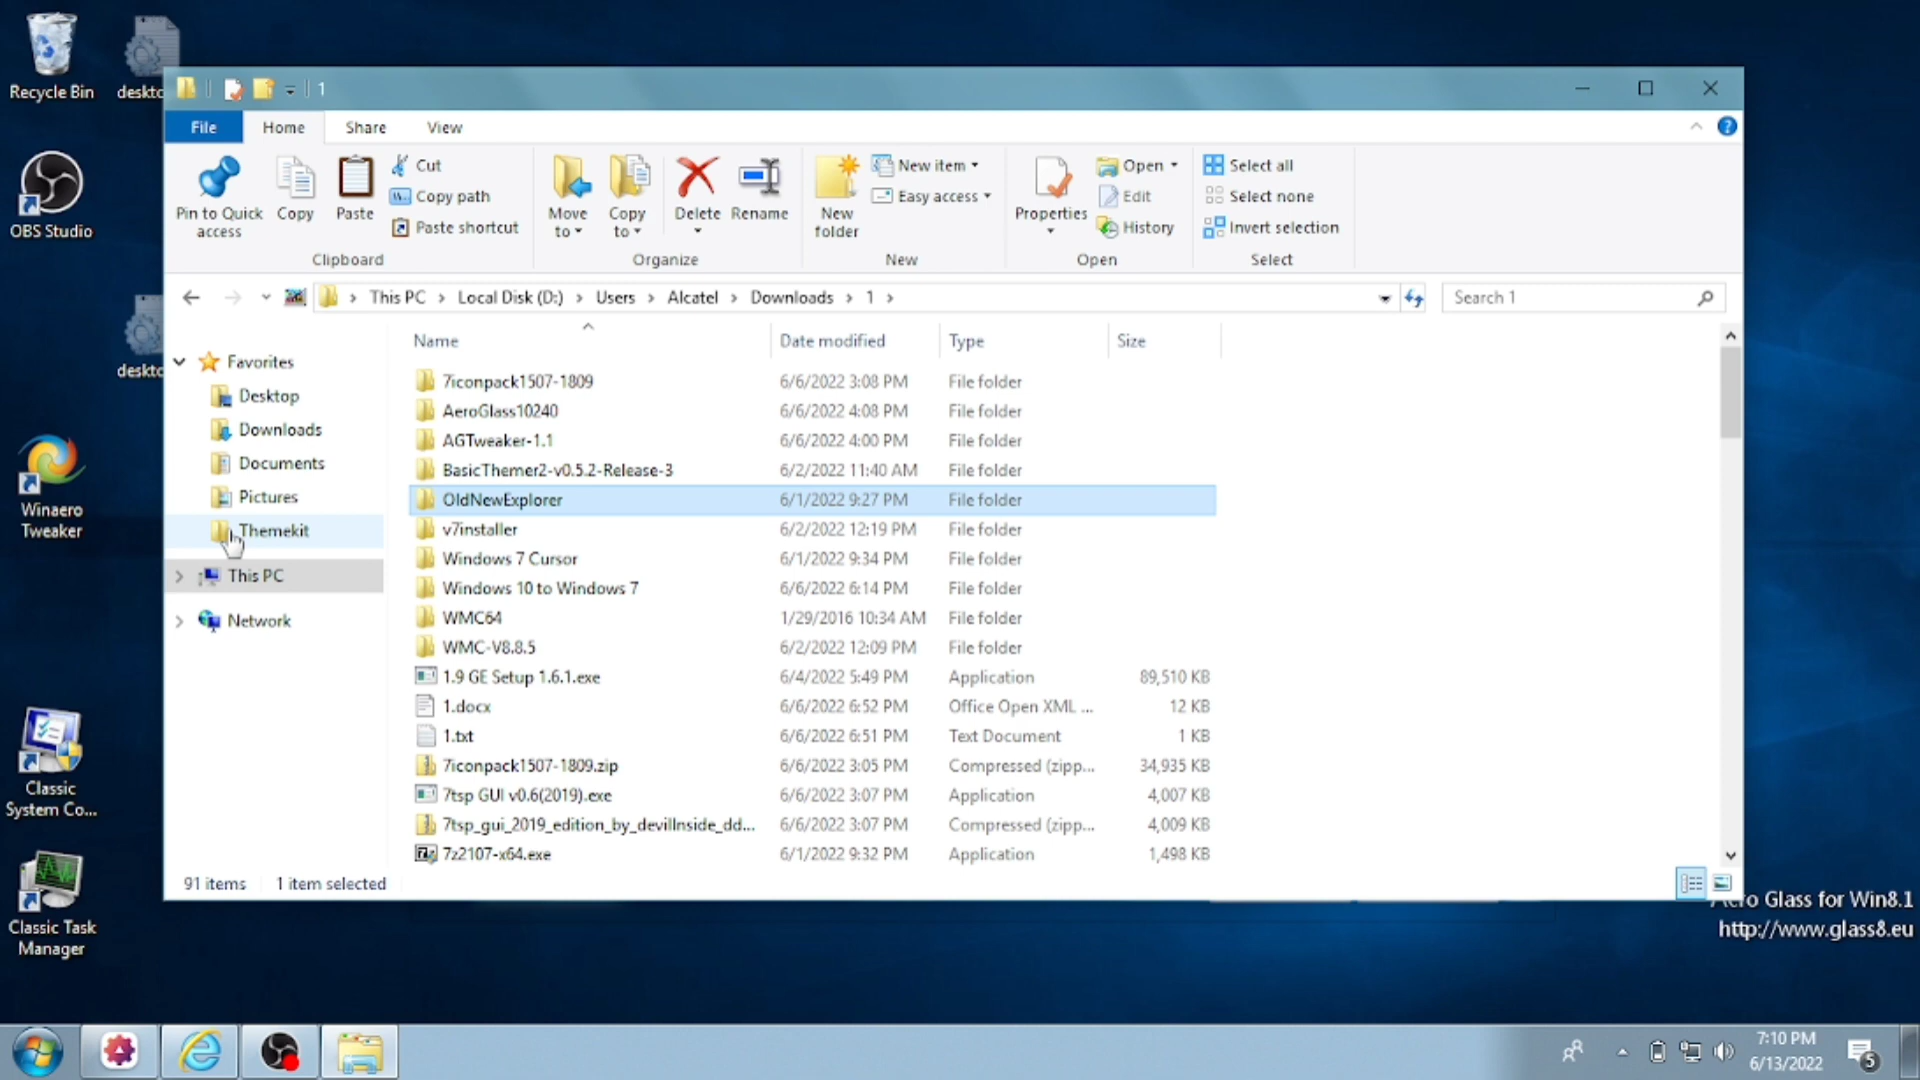 Recycle Bin
deskto
OBS Studio
deskto
Winaero
Tweaker
Classic
System Co...
Classic Task
Manager
1
File
Home
Share
View
Pin to Quick
access
Copy
Paste
Cut
Copy path
Paste shortcut
Clipboard
Move
to
Copy
to
Delete
Rename
Organize
New
folder
New item
Easy access
New
Properties
Open
Edit
History
Open
Select all
Select none
Invert selection
Select
This PC > Local Disk (D:) > Users > Alcatel > Downloads > 1 >
Search 1
Favorites
Desktop
Downloads
Documents
Pictures
Themekit
This PC
Network
Name Date modified Type Size
7iconpack1507-1809 6/6/2022 3:08 PM File folder
AeroGlass10240 6/6/2022 4:08 PM File folder
AGTweaker-1.1 6/6/2022 4:00 PM File folder
BasicThemer2-v0.5.2-Release-3 6/2/2022 11:40 AM File folder
OldNewExplorer 6/1/2022 9:27 PM File folder
v7installer 6/2/2022 12:19 PM File folder
Windows 7 Cursor 6/1/2022 9:34 PM File folder
Windows 10 to Windows 7 6/6/2022 6:14 PM File folder
WMC64 1/29/2016 10:34 AM File folder
WMC-V8.8.5 6/2/2022 12:09 PM File folder
1.9 GE Setup 1.6.1.exe 6/4/2022 5:49 PM Application 89,510 KB
1.docx 6/6/2022 6:52 PM Office Open XML ... 12 KB
1.txt 6/6/2022 6:51 PM Text Document 1 KB
7iconpack1507-1809.zip 6/6/2022 3:05 PM Compressed (zipp... 34,935 KB
7tsp GUI v0.6(2019).exe 6/6/2022 3:07 PM Application 4,007 KB
7tsp_gui_2019_edition_by_devillnside_dd... 6/6/2022 3:07 PM Compressed (zipp... 4,009 KB
7z2107-x64.exe 6/1/2022 9:32 PM Application 1,498 KB
91 items 1 item selected
Aero Glass for Win8.1
http://www.glass8.eu
7:10 PM
6/13/2022
5